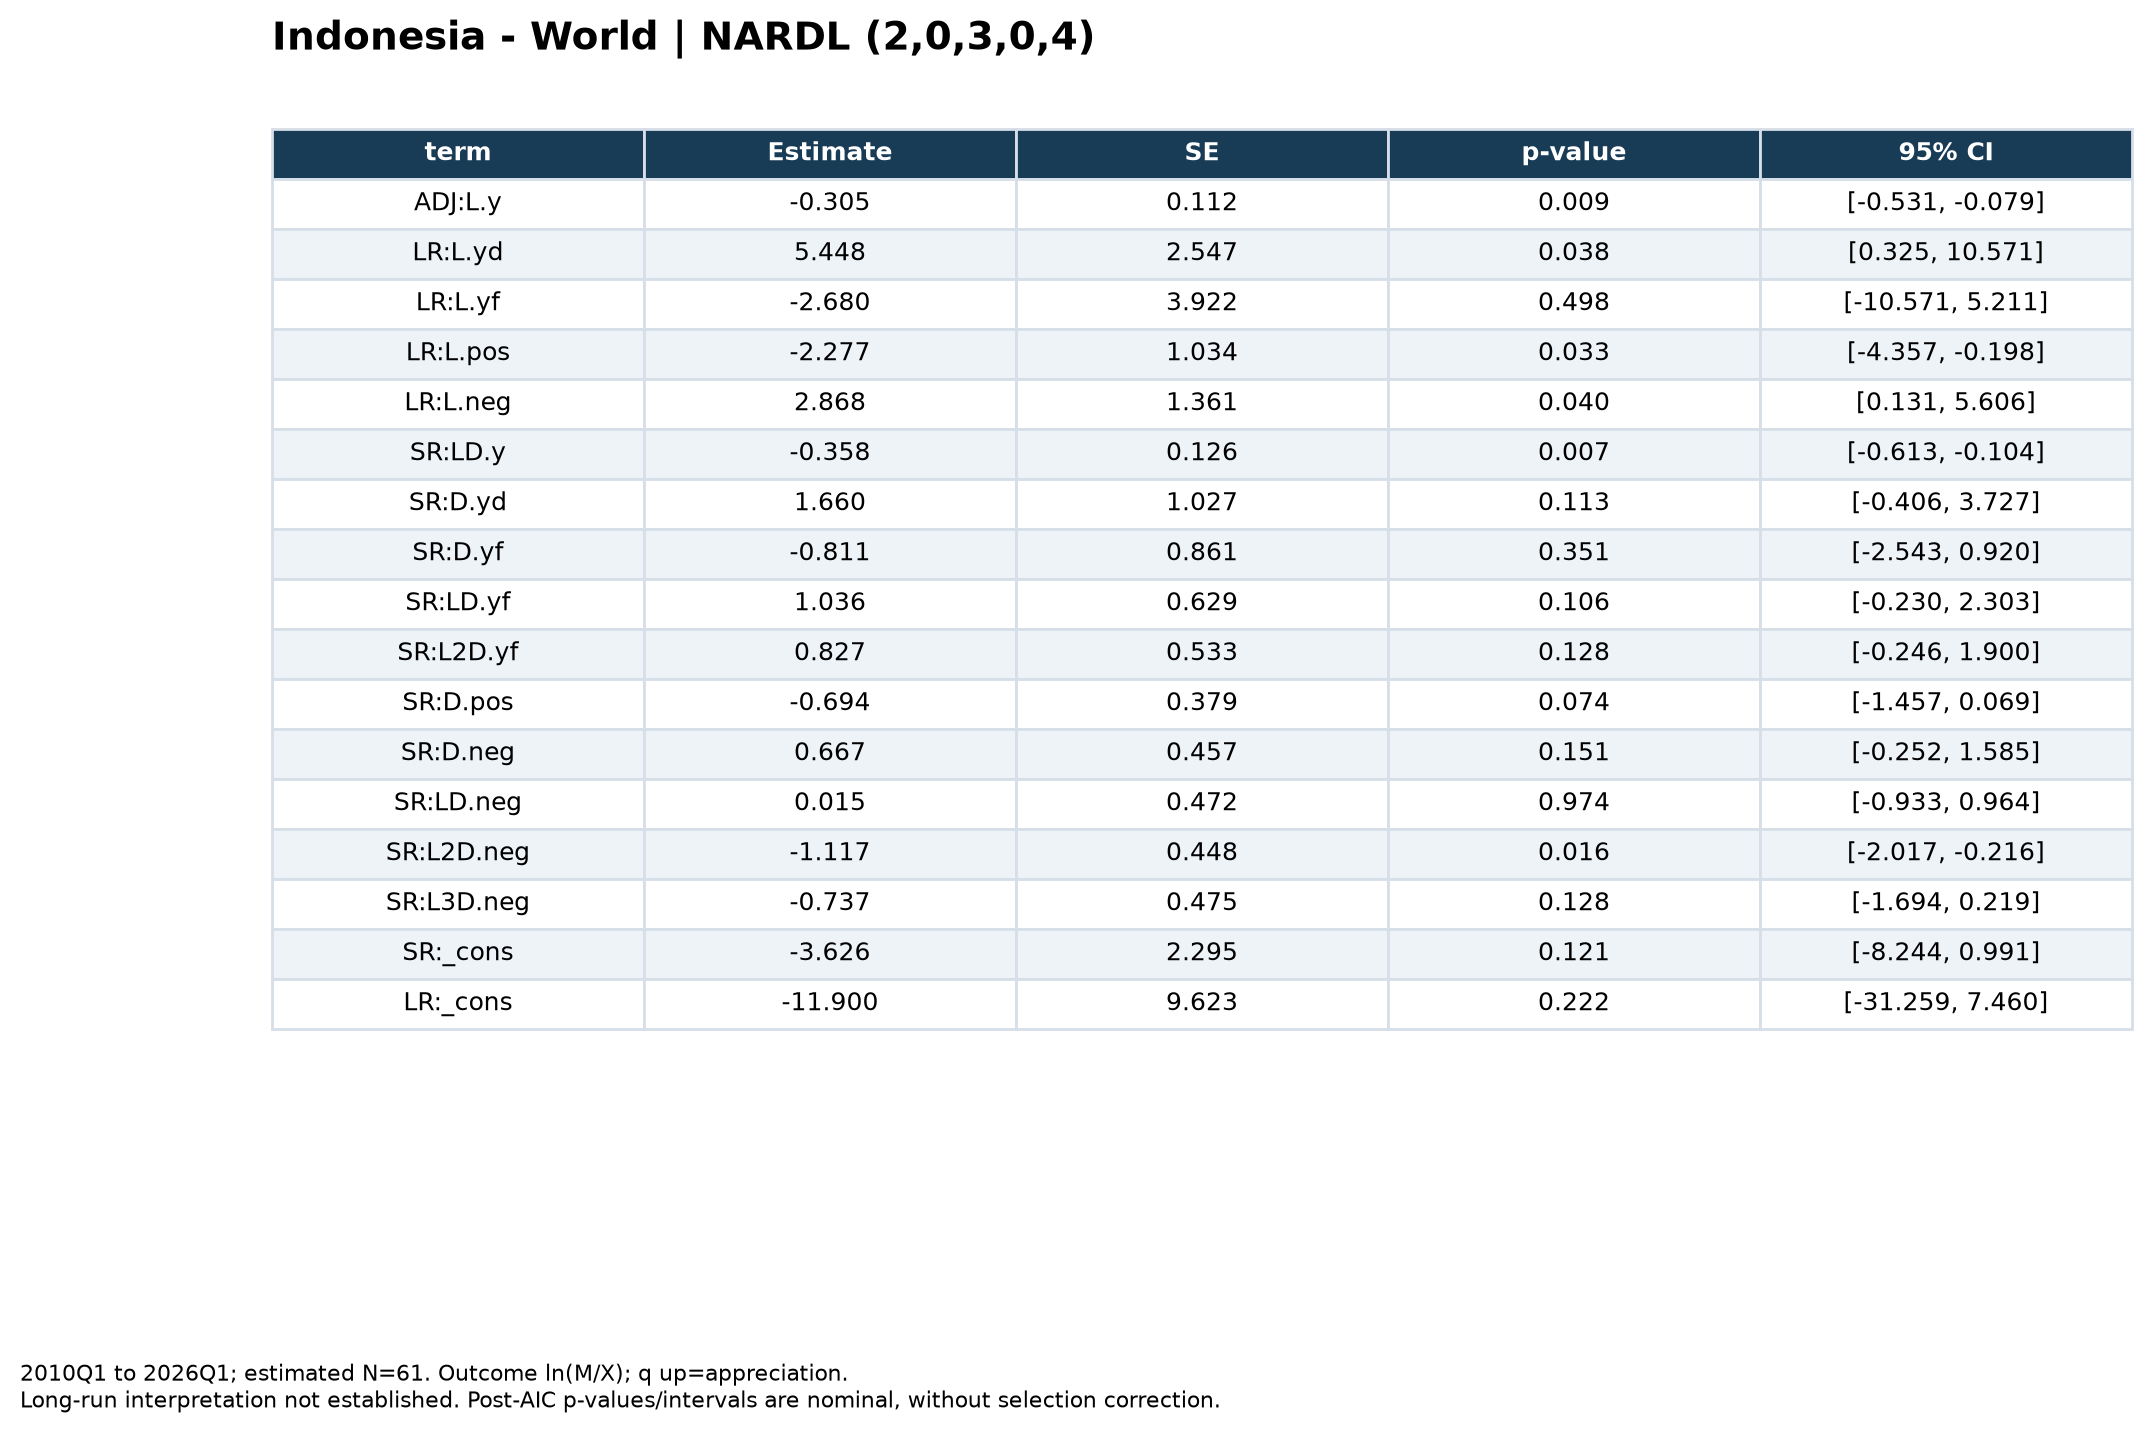 Indonesia - World | NARDL (2,0,3,0,4)
term Estimate SE p-value 95% CI
ADJ:L.y -0.305 0.112 0.009 [-0.531, -0.079]
LR:L.yd 5.448 2.547 0.038 [0.325, 10.571]
LR:L.yf -2.680 3.922 0.498 [-10.571, 5.211]
LR:L.pos -2.277 1.034 0.033 [-4.357, -0.198]
LR:L.neg 2.868 1.361 0.040 [0.131, 5.606]
SR:LD.y -0.358 0.126 0.007 [-0.613, -0.104]
SR:D.yd 1.660 1.027 0.113 [-0.406, 3.727]
SR:D.yf -0.811 0.861 0.351 [-2.543, 0.920]
SR:LD.yf 1.036 0.629 0.106 [-0.230, 2.303]
SR:L2D.yf 0.827 0.533 0.128 [-0.246, 1.900]
SR:D.pos -0.694 0.379 0.074 [-1.457, 0.069]
SR:D.neg 0.667 0.457 0.151 [-0.252, 1.585]
SR:LD.neg 0.015 0.472 0.974 [-0.933, 0.964]
SR:L2D.neg -1.117 0.448 0.016 [-2.017, -0.216]
SR:L3D.neg -0.737 0.475 0.128 [-1.694, 0.219]
SR:_cons -3.626 2.295 0.121 [-8.244, 0.991]
LR:_cons -11.900 9.623 0.222 [-31.259, 7.460]
2010Q1 to 2026Q1; estimated N=61. Outcome ln(M/X); q up=appreciation.
Long-run interpretation not established. Post-AIC p-values/intervals are nominal, without selection correction.